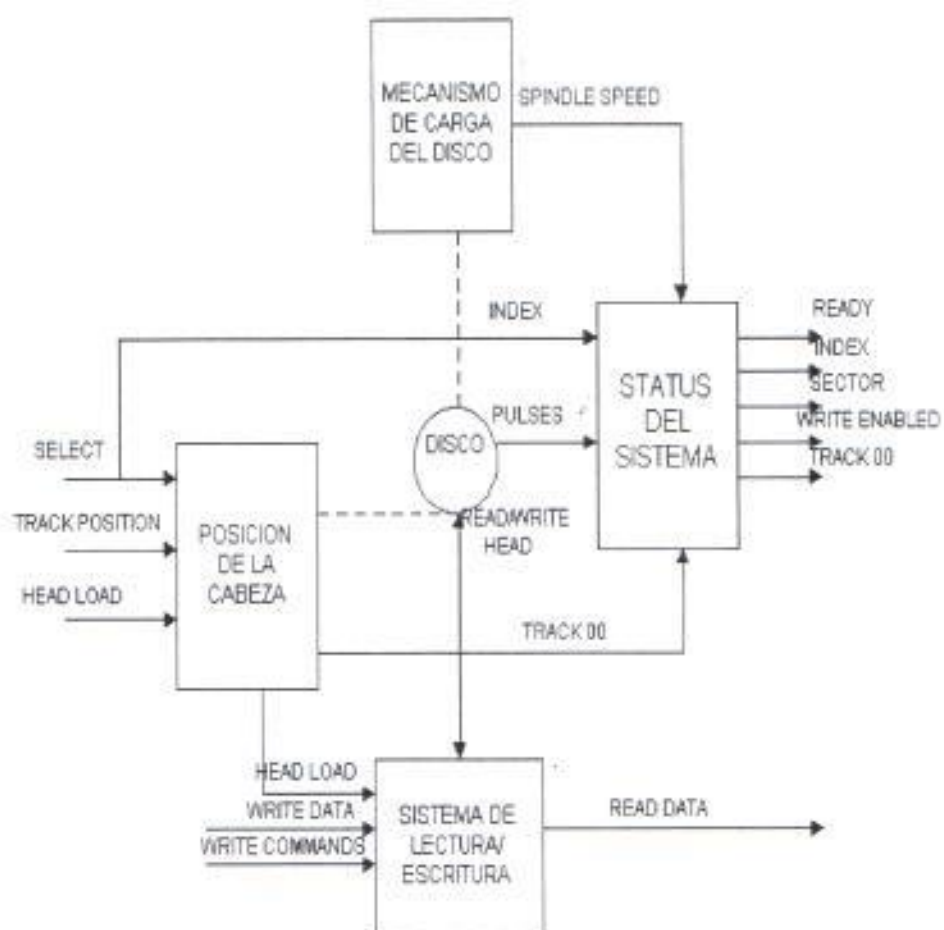 MECANISMO
DE CARGA
DEL DISCO
SPINDLE SPEED
INDEX
READY
INDEX
SECTOR
WRITE ENABLED
TRACK 00
STATUS
DEL
SISTEMA
PULSES
DISCO
SELECT
TRACK POSITION
HEAD LOAD
POSICION
DE LA
CABEZA
READ/WRITE
HEAD
TRACK 00
HEAD LOAD
WRITE DATA
WRITE COMMANDS
SISTEMA DE
LECTURA/
ESCRITURA
READ DATA